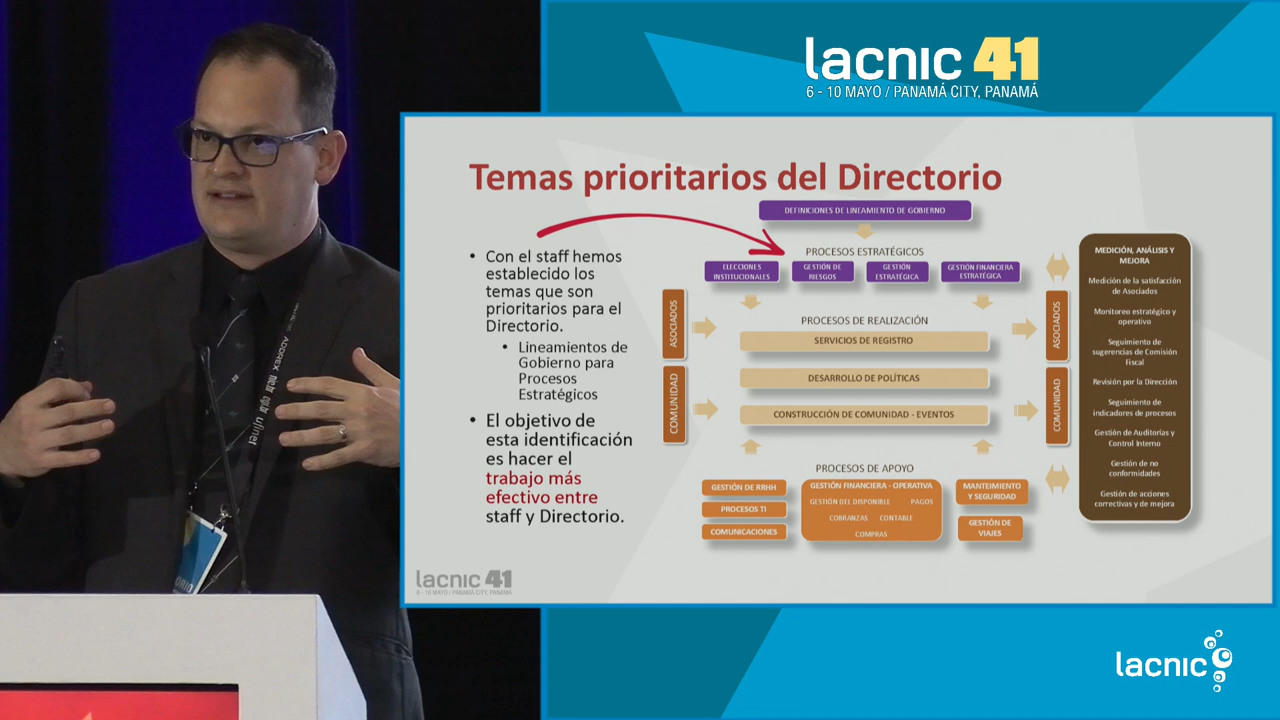 lacnic 41
6 - 10 MAYO / PANAMÁ CITY, PANAMÁ
Temas prioritarios del Directorio
• Con el staff hemos
establecido los
temas que son
prioritarios para el
Directorio.
• Lineamientos de
Gobierno para
Procesos
Estratégicos
• El objetivo de
esta identificación
es hacer el
trabajo más
efectivo entre
staff y Directorio.
DEFINICIONES DE LINEAMIENTO DE GOBIERNO
PROCESOS ESTRATÉGICOS
ELECCIONES
INSTITUCIONALES
GESTIÓN DE
RIESGOS
GESTIÓN
ESTRATÉGICA
GESTIÓN FINANCIERA
ESTRATÉGICA
ASOCIADOS
COMUNIDAD
PROCESOS DE REALIZACIÓN
SERVICIOS DE REGISTRO
DESARROLLO DE POLÍTICAS
CONSTRUCCIÓN DE COMUNIDAD - EVENTOS
ASOCIADOS
COMUNIDAD
PROCESOS DE APOYO
GESTIÓN DE RRHH
PROCESOS TI
COMUNICACIONES
GESTIÓN FINANCIERA - OPERATIVA
GESTIÓN DEL DISPONIBLE PAGOS
COBRANZAS CONTABLE
COMPRAS
MANTEIMIENTO
Y SEGURIDAD
GESTIÓN DE
VIAJES
MEDICIÓN, ANÁLISIS Y
MEJORA
Medición de la satisfacción
de Asociados
Monitoreo estratégico y
operativo
Seguimiento de
sugerencias de Comisión
Fiscal
Revisión por la Dirección
Seguimiento de
indicadores de procesos
Gestión de Auditorías y
Control Interno
Gestión de no
conformidades
Gestión de acciones
correctivas y de mejora
lacnic 41
6 - 10 MAYO / PANAMÁ CITY, PANAMÁ
lacnic
ADDREX
ufinet